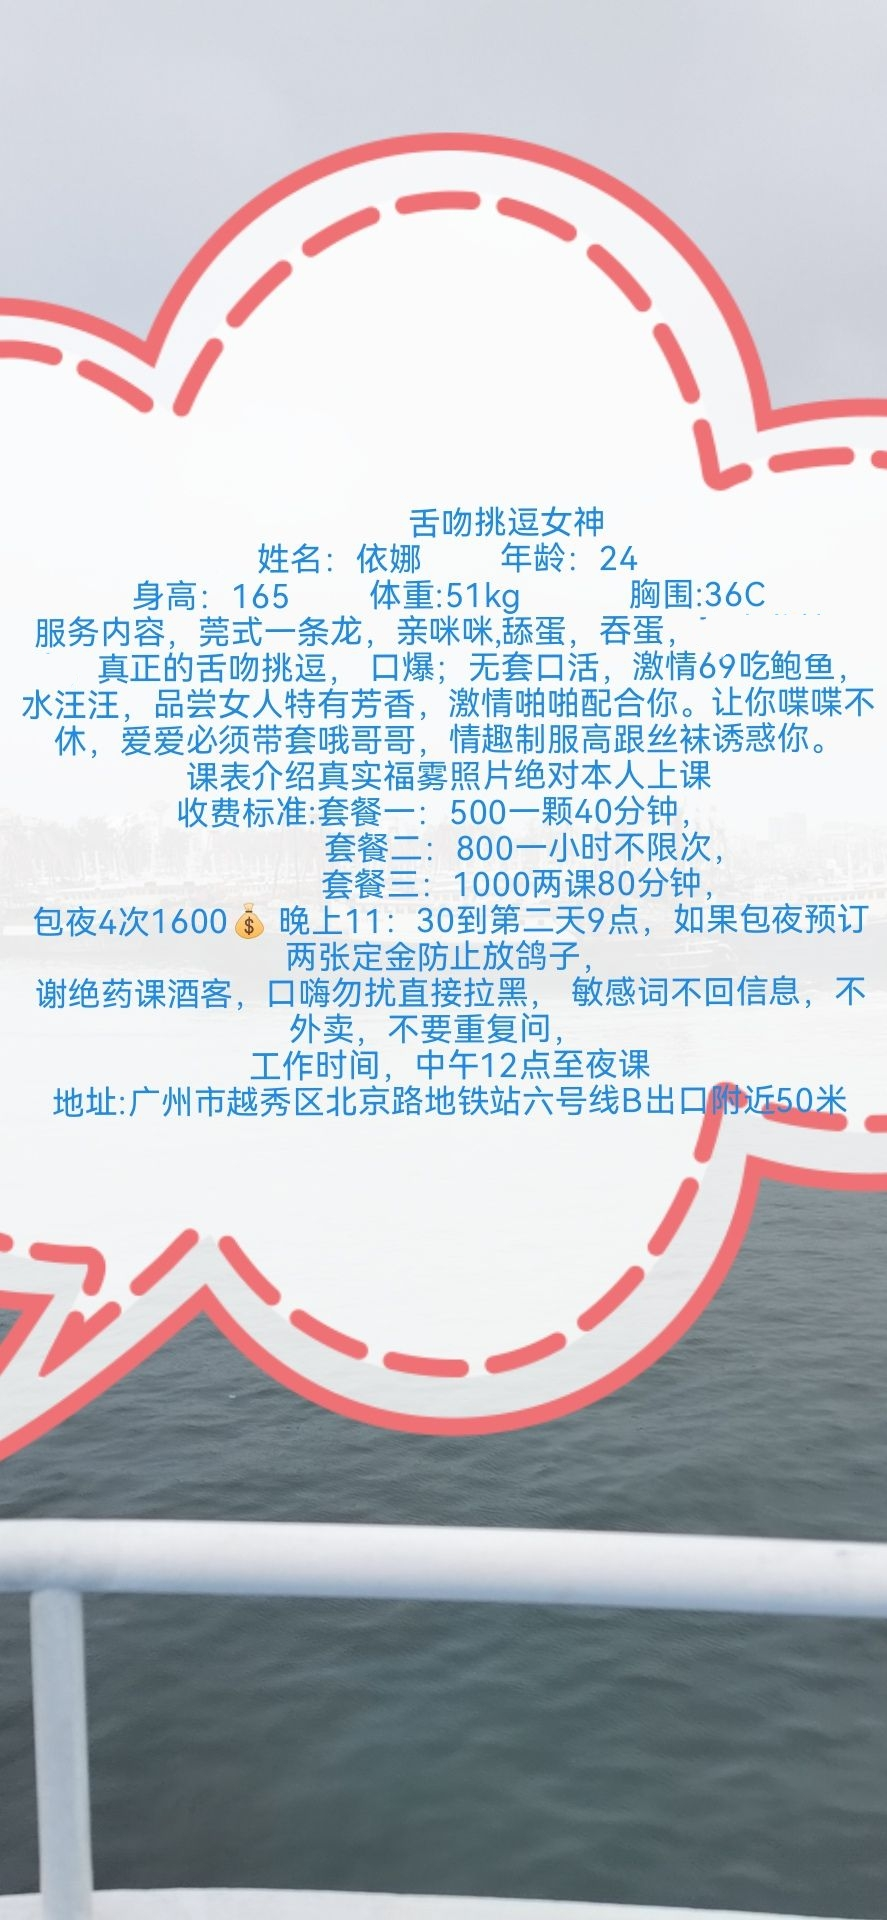 舌吻挑逗女神
姓名：依娜 年龄：24
身高：165 体重:51kg 胸围:36C
服务内容，莞式一条龙，亲咪咪,舔蛋，吞蛋，
真正的舌吻挑逗， 口爆；无套口活，激情69吃鲍鱼，
水汪汪，品尝女人特有芳香，激情啪啪配合你。让你喋喋不
休，爱爱必须带套哦哥哥，情趣制服高跟丝袜诱惑你。
课表介绍真实福雾照片绝对本人上课
收费标准:套餐一：500一颗40分钟，
套餐二：800一小时不限次，
套餐三：1000两课80分钟，
包夜4次1600💰 晚上11：30到第二天9点，如果包夜预订
两张定金防止放鸽子，
谢绝药课酒客，口嗨勿扰直接拉黑， 敏感词不回信息，不
外卖，不要重复问，
工作时间，中午12点至夜课
地址:广州市越秀区北京路地铁站六号线B出口附近50米